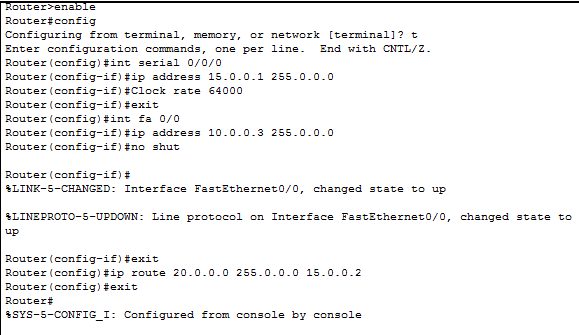 Router>enable
Router#config
Configuring from terminal, memory, or network [terminal]? t
Enter configuration commands, one per line.  End with CNTL/Z.
Router(config)#int serial 0/0/0
Router(config-if)#ip address 15.0.0.1 255.0.0.0
Router(config-if)#Clock rate 64000
Router(config-if)#exit
Router(config)#int fa 0/0
Router(config-if)#ip address 10.0.0.3 255.0.0.0
Router(config-if)#no shut
Router(config-if)#
%LINK-5-CHANGED: Interface FastEthernet0/0, changed state to up
%LINEPROTO-5-UPDOWN: Line protocol on Interface FastEthernet0/0, changed state to
up
Router(config-if)#exit
Router(config)#ip route 20.0.0.0 255.0.0.0 15.0.0.2
Router(config)#exit
Router#
%SYS-5-CONFIG_I: Configured from console by console